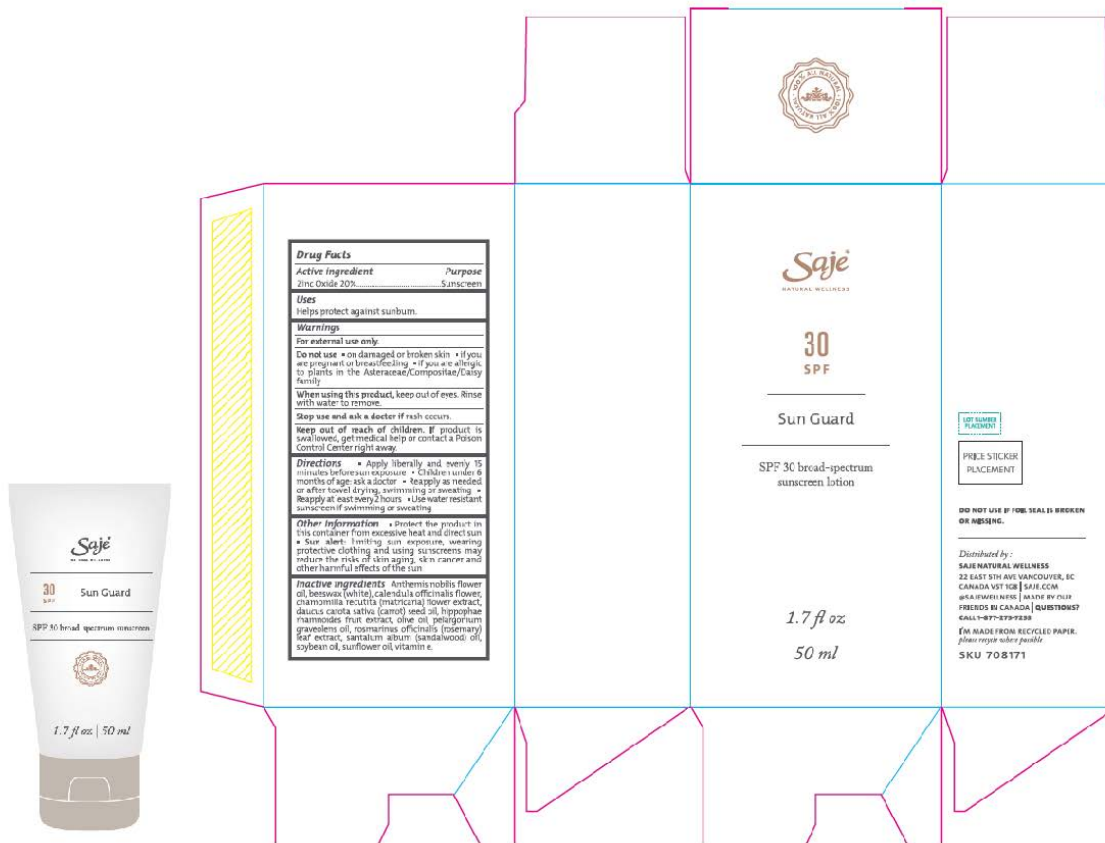 100% ALL NATURAL · 100% ALL NATURAL ·
Drug Facts
Active ingredient Purpose
Zinc Oxide 20%..........................Sunscreen
Uses
Helps protect against sunburn.
Warnings
For external use only.
Do not use • on damaged or broken skin • if you
are pregnant or breastfeeding • if you are allergic
to plants in the Asteraceae/Compositae/Daisy
family
When using this product, keep out of eyes. Rinse
with water to remove.
Stop use and ask a doctor if rash occurs.
Keep out of reach of children. If product is
swallowed, get medical help or contact a Poison
Control Center right away.
Directions • Apply liberally and evenly 15
minutes before sun exposure • Children under 6
months of age: ask a doctor • Reapply as needed
or after towel drying, swimming or sweating •
Reapply at east every 2 hours • Use water resistant
sunscreen if swimming or sweating
Other information • Protect the product in
this container from excessive heat and direct sun
• Sun alert: limiting sun exposure, wearing
protective clothing and using sunscreens may
reduce the risks of skin aging, skin cancer and
other harmful effects of the sun
Inactive ingredients Anthemis nobilis flower
oil, beeswax (white), calendula officinalis flower,
chamomilla recutita (matricaria) flower extract,
daucus carota sativa (carrot) seed oil, hippophae
rhamnoides fruit extract, olive oil, pelargonium
graveolens oil, rosmarinus officinalis (rosemary)
leaf extract, santalum album (sandalwood) oil,
soybean oil, sunflower oil, vitamin e.
Saje
NATURAL WELLNESS
30
SPF
Sun Guard
SPF 30 broad-spectrum
sunscreen lotion
1.7 fl oz
50 ml
LOT NUMBER
PLACEMENT
PRICE STICKER
PLACEMENT
DO NOT USE IF FOIL SEAL IS BROKEN
OR MISSING.
Distributed by :
SAJE NATURAL WELLNESS
22 EAST 5TH AVE VANCOUVER, BC
CANADA V5T 1G8 | SAJE.COM
@SAJEWELLNESS | MADE BY OUR
FRIENDS IN CANADA | QUESTIONS?
CALL 1-877-275-7253
I'M MADE FROM RECYCLED PAPER.
please recycle where possible
SKU 708171
Saje
NATURAL WELLNESS
30
SPF
Sun Guard
SPF 30 broad-spectrum sunscreen
1.7 fl oz | 50 ml